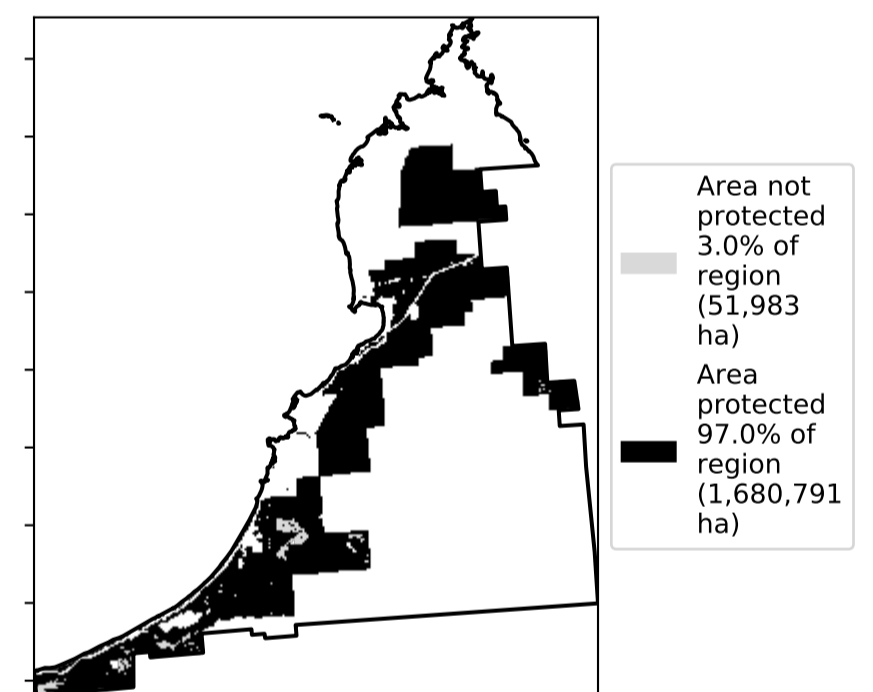 Area not
protected
3.0% of
region
(51,983
ha)
Area
protected
97.0% of
region
(1,680,791
ha)